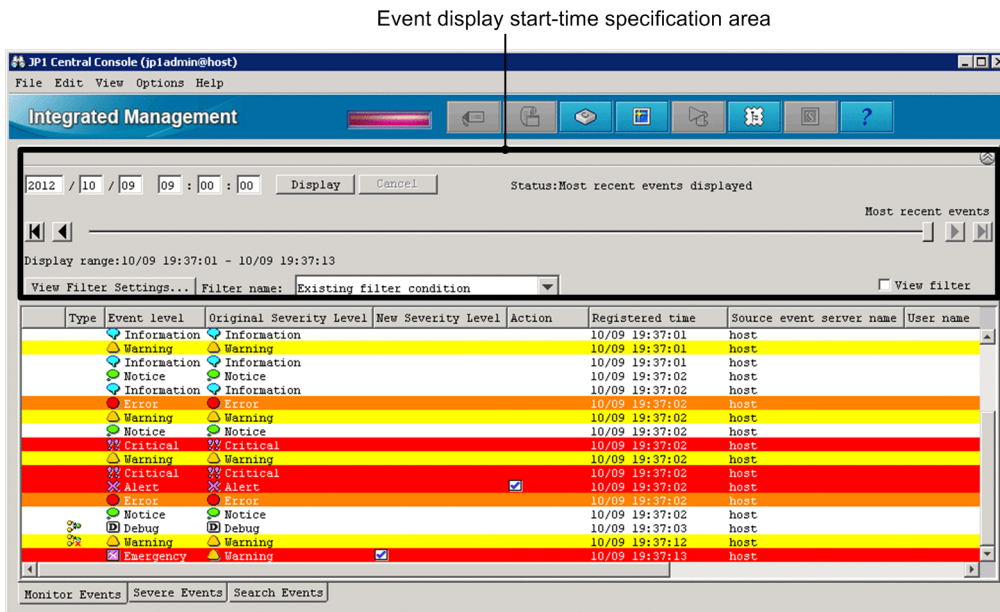 Event display start-time specification area
JP1 Central Console (jp1admin@host)
File Edit View Options Help
Integrated Management
?
2012 / 10 / 09 09 : 00 : 00 Display Cancel Status:Most recent events displayed
Most recent events
Display range:10/09 19:37:01 - 10/09 19:37:13
View Filter Settings... Filter name: Existing filter condition View filter
Type Event level Original Severity Level New Severity Level Action Registered time Source event server name User name
Information Information 10/09 19:37:01 host
Warning Warning 10/09 19:37:01 host
Information Information 10/09 19:37:01 host
Notice Notice 10/09 19:37:02 host
Information Information 10/09 19:37:02 host
Error Error 10/09 19:37:02 host
Warning Warning 10/09 19:37:02 host
Notice Notice 10/09 19:37:02 host
Critical Critical 10/09 19:37:02 host
Warning Warning 10/09 19:37:02 host
Critical Critical 10/09 19:37:02 host
Alert Alert 10/09 19:37:02 host
Error Error 10/09 19:37:02 host
Notice Notice 10/09 19:37:02 host
D Debug D Debug 10/09 19:37:03 host
Warning Warning 10/09 19:37:12 host
Emergency Warning 10/09 19:37:13 host
Monitor Events Severe Events Search Events